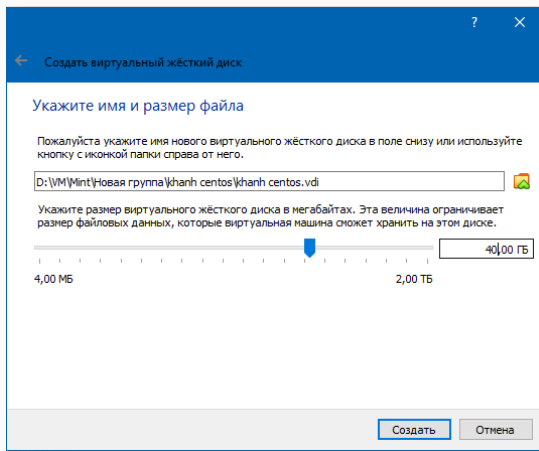 ?
Создать виртуальный жёсткий диск
Укажите имя и размер файла
Пожалуйста укажите имя нового виртуального жёсткого диска в поле снизу или используйте
кнопку с иконкой папки справа от него.
D:\VM\Mint\Новая группа\khanh centos\khanh centos.vdi
Укажите размер виртуального жёсткого диска в мегабайтах. Эта величина ограничивает
размер файловых данных, которые виртуальная машина сможет хранить на этом диске.
40,00 ГБ
4,00 МБ 2,00 ТБ
Создать Отмена